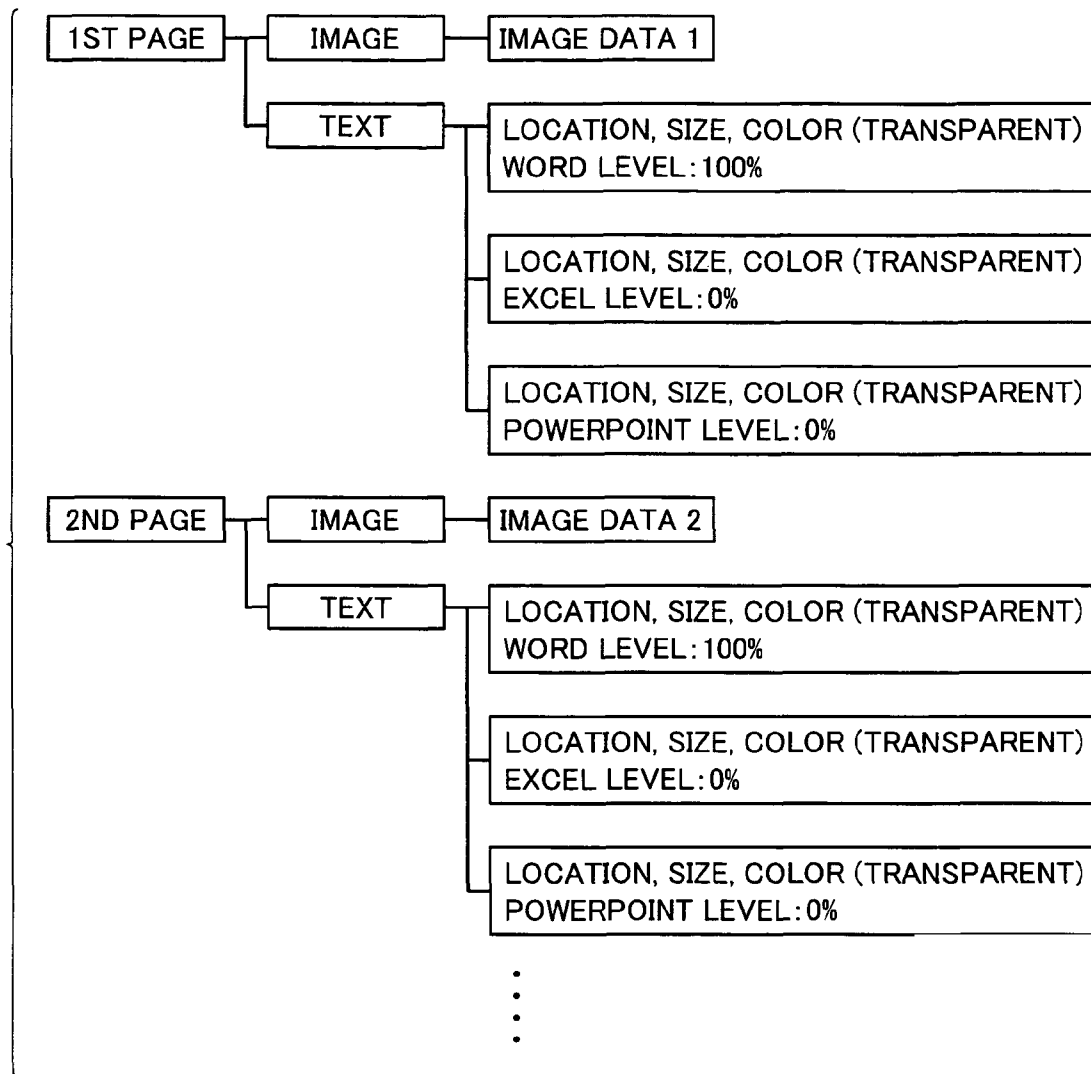 1ST PAGE
IMAGE
IMAGE DATA 1
TEXT
LOCATION, SIZE, COLOR (TRANSPARENT)
WORD LEVEL:100%
LOCATION, SIZE, COLOR (TRANSPARENT)
EXCEL LEVEL:0%
LOCATION, SIZE, COLOR (TRANSPARENT)
POWERPOINT LEVEL:0%
2ND PAGE
IMAGE
IMAGE DATA 2
TEXT
LOCATION, SIZE, COLOR (TRANSPARENT)
WORD LEVEL:100%
LOCATION, SIZE, COLOR (TRANSPARENT)
EXCEL LEVEL:0%
LOCATION, SIZE, COLOR (TRANSPARENT)
POWERPOINT LEVEL:0%